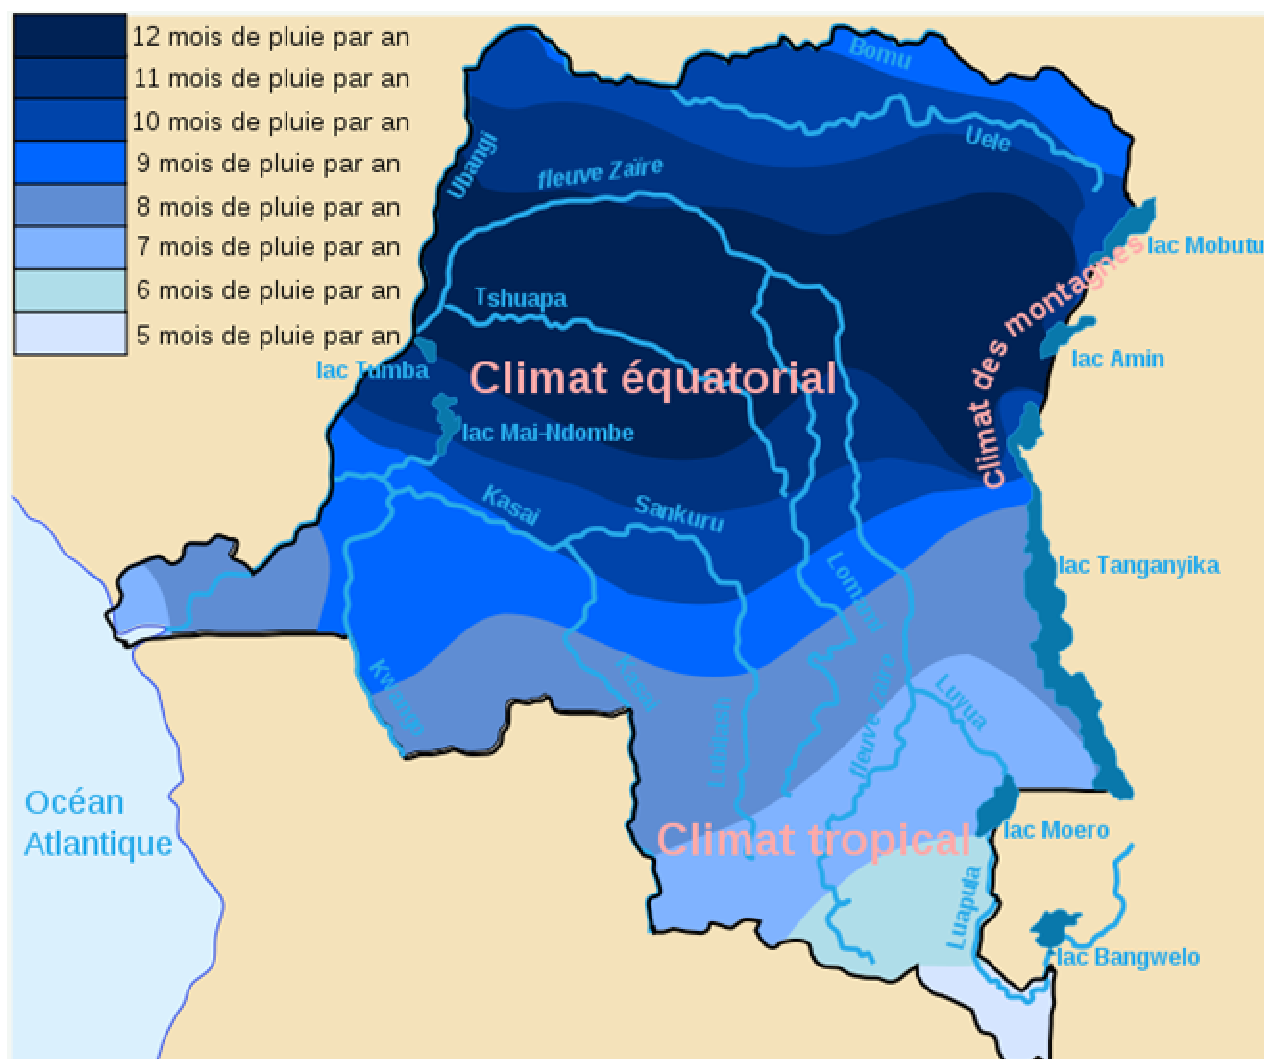 12 mois de pluie par an
11 mois de pluie par an
10 mois de pluie par an
9 mois de pluie par an
8 mois de pluie par an
7 mois de pluie par an
6 mois de pluie par an
5 mois de pluie par an
Bomu
Uele
Ubangi
fleuve Zaïre
lac Mobutu
Climat des montagnes
Tshuapa
lac Tumba
lac Amin
Climat équatorial
lac Mai-Ndombe
Kasai
Sankuru
lac Tanganyika
Lomami
Kwango
Kasai
Lubilash
fleuve Zaïre
Luvua
Océan
Atlantique
Climat tropical
lac Moero
Luapula
lac Bangwelo